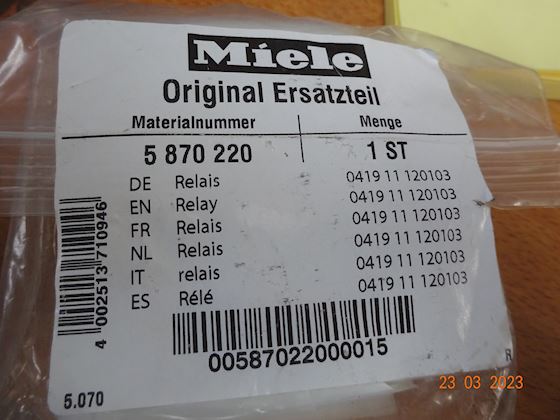 Miele
Original Ersatzteil
Materialnummer Menge
5 870 220 1 ST
DE Relais 0419 11 120103
EN Relay 0419 11 120103
FR Relais 0419 11 120103
NL Relais 0419 11 120103
IT relais 0419 11 120103
ES Rélé 0419 11 120103
4 002513 710946
00587022000015
5.070
R
23 03 2023